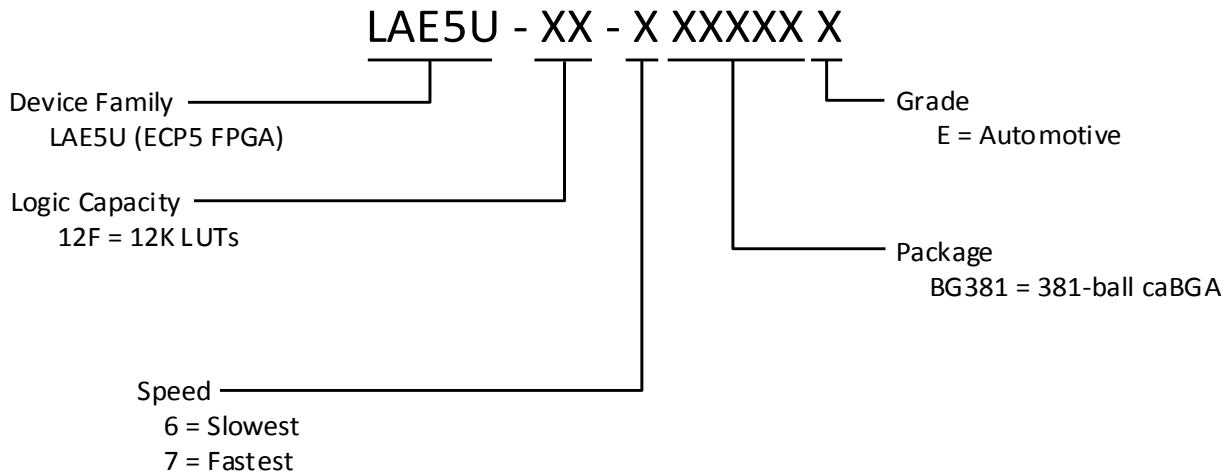 LAE5U - XX - X XXXXX X
Device Family
LAE5U (ECP5 FPGA)
Grade
E = Automotive
Logic Capacity
12F = 12K LUTs
Package
BG381 = 381-ball caBGA
Speed
6 = Slowest
7 = Fastest